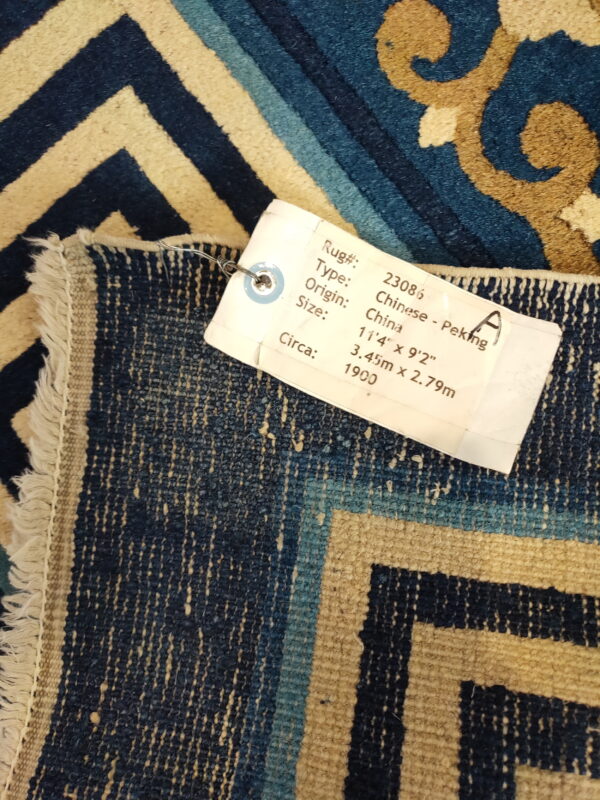 Rug#: 23086
Type: Chinese - Peking
Origin: China
Size: 11'4" x 9'2"
3.45m x 2.79m
Circa: 1900
A